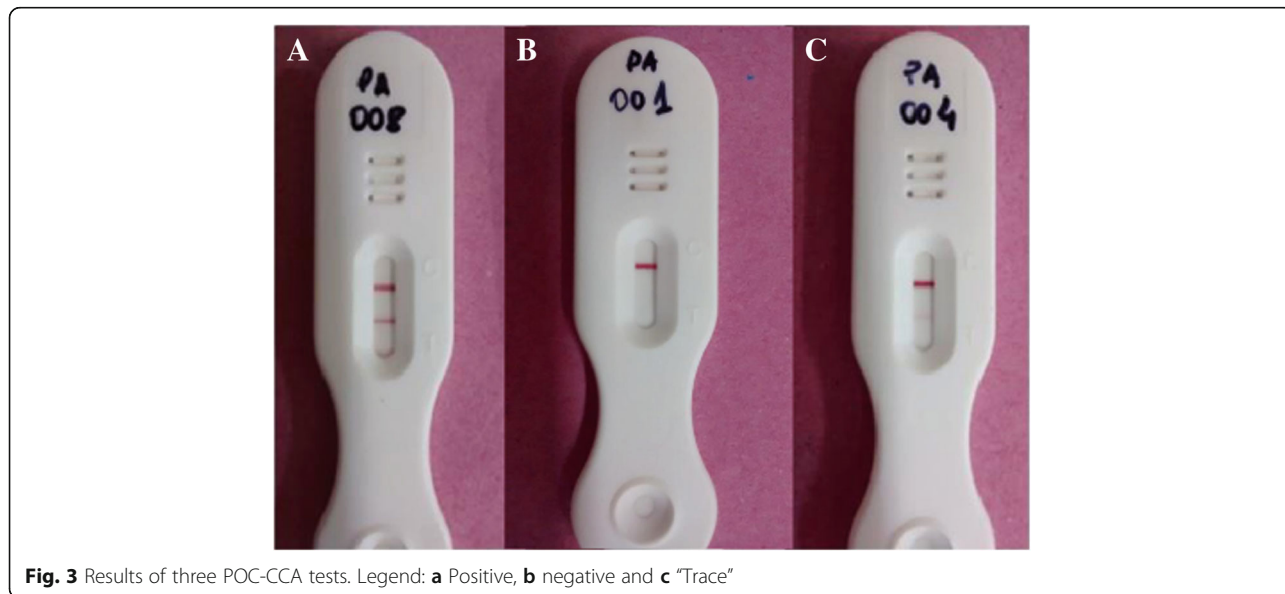 A
PA
008
C
T
B
PA
001
C
T
C
PA
004
C
T
Fig. 3 Results of three POC-CCA tests. Legend: a Positive, b negative and c “Trace”